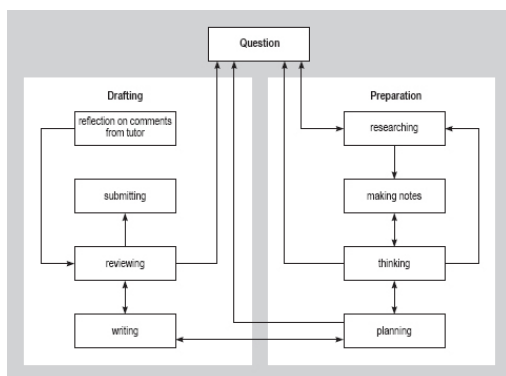 Question
Drafting
reflection on comments
from tutor
submitting
reviewing
writing
Preparation
researching
making notes
thinking
planning